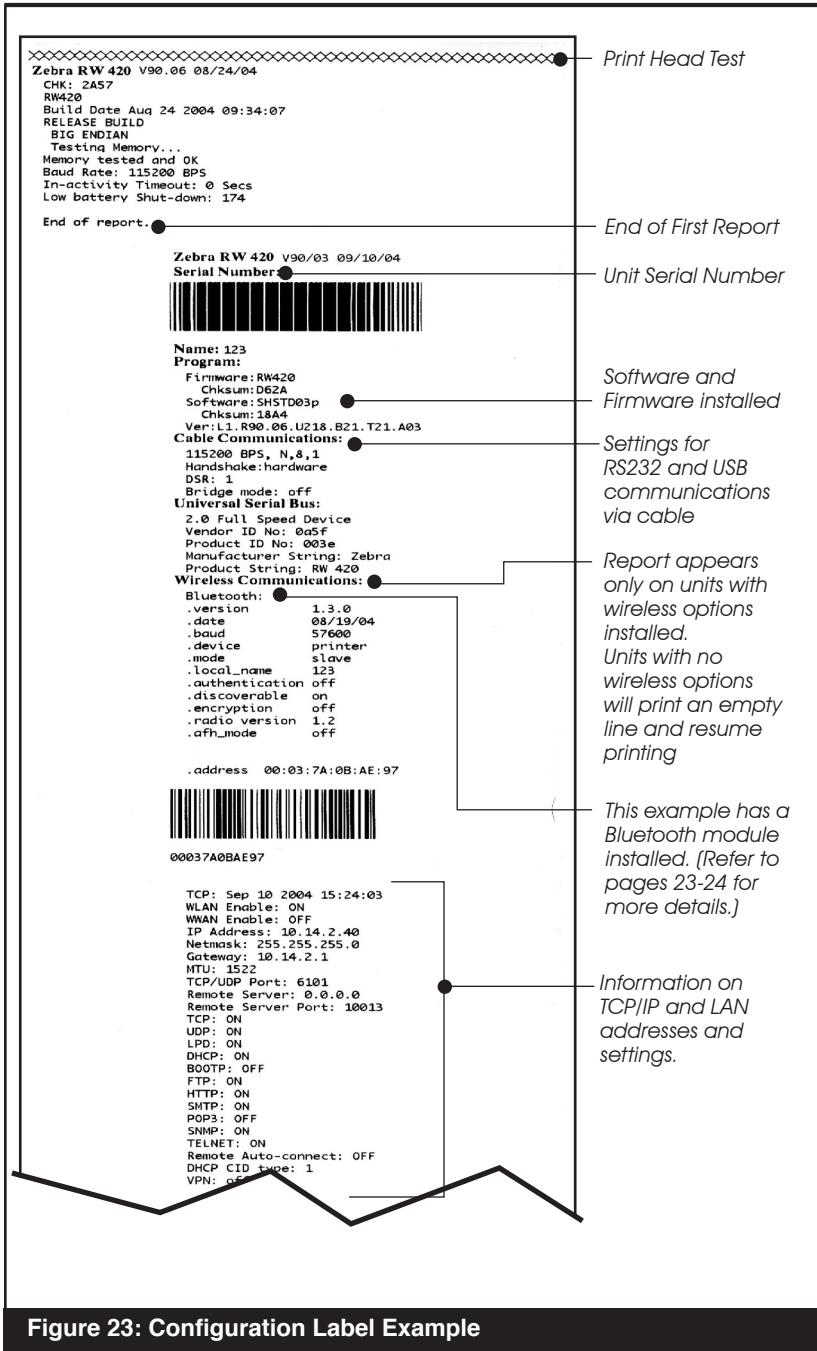 Zebra RW 420 V90.06 08/24/04
CHK: 2A57
RW420
Build Date Aug 24 2004 09:34:07
RELEASE BUILD
BIG ENDIAN
Testing Memory...
Memory tested and OK
Baud Rate: 115200 BPS
In-activity Timeout: 0 Secs
Low battery Shut-down: 174
End of report.
Zebra RW 420 V90/03 09/10/04
Serial Number:
Name: 123
Program:
Firmware:RW420
Chksum:D62A
Software:SHSTD03p
Chksum:18A4
Ver:L1.R90.06.U218.B21.T21.A03
Cable Communications:
115200 BPS, N,8,1
Handshake:hardware
DSR: 1
Bridge mode: off
Universal Serial Bus:
2.0 Full Speed Device
Vendor ID No: 0a5f
Product ID No: 003e
Manufacturer String: Zebra
Product String: RW 420
Wireless Communications:
Bluetooth:
.version 1.3.0
.date 08/19/04
.baud 57600
.device printer
.mode slave
.local_name 123
.authentication off
.discoverable on
.encryption off
.radio version 1.2
.afh_mode off
.address 00:03:7A:0B:AE:97
00037A0BAE97
TCP: Sep 10 2004 15:24:03
WLAN Enable: ON
WWAN Enable: OFF
IP Address: 10.14.2.40
Netmask: 255.255.255.0
Gateway: 10.14.2.1
MTU: 1522
TCP/UDP Port: 6101
Remote Server: 0.0.0.0
Remote Server Port: 10013
TCP: ON
UDP: ON
LPD: ON
DHCP: ON
BOOTP: OFF
FTP: ON
HTTP: ON
SMTP: ON
POP3: OFF
SNMP: ON
TELNET: ON
Remote Auto-connect: OFF
DHCP CID type: 1
VPN:
Print Head Test
End of First Report
Unit Serial Number
Software and
Firmware installed
Settings for
RS232 and USB
communications
via cable
Report appears
only on units with
wireless options
installed.
Units with no
wireless options
will print an empty
line and resume
printing
This example has a
Bluetooth module
installed. (Refer to
pages 23-24 for
more details.)
Information on
TCP/IP and LAN
addresses and
settings.
Figure 23: Configuration Label Example